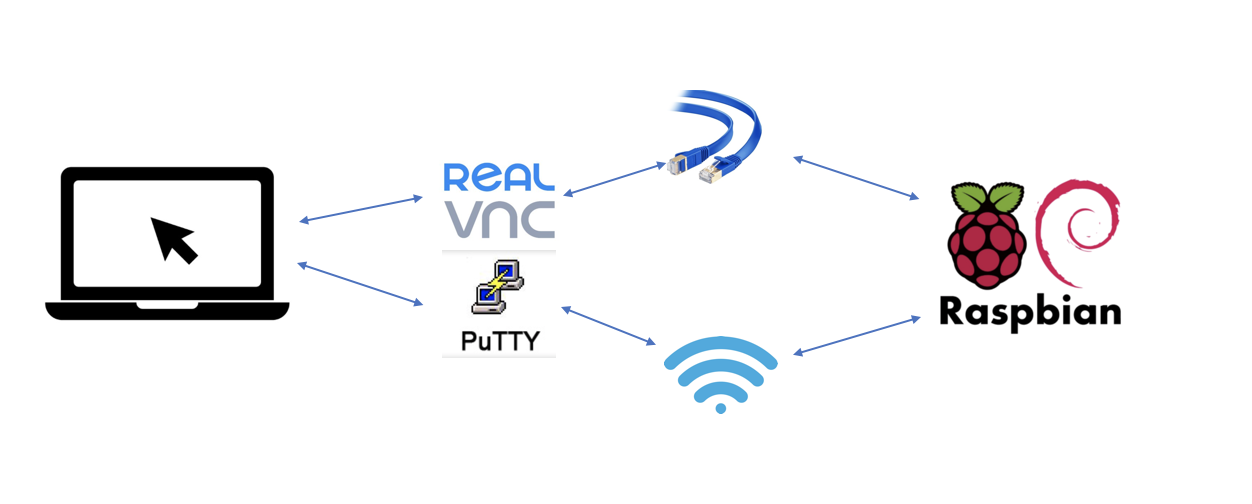 REAL
VNC
PuTTY
Raspbian